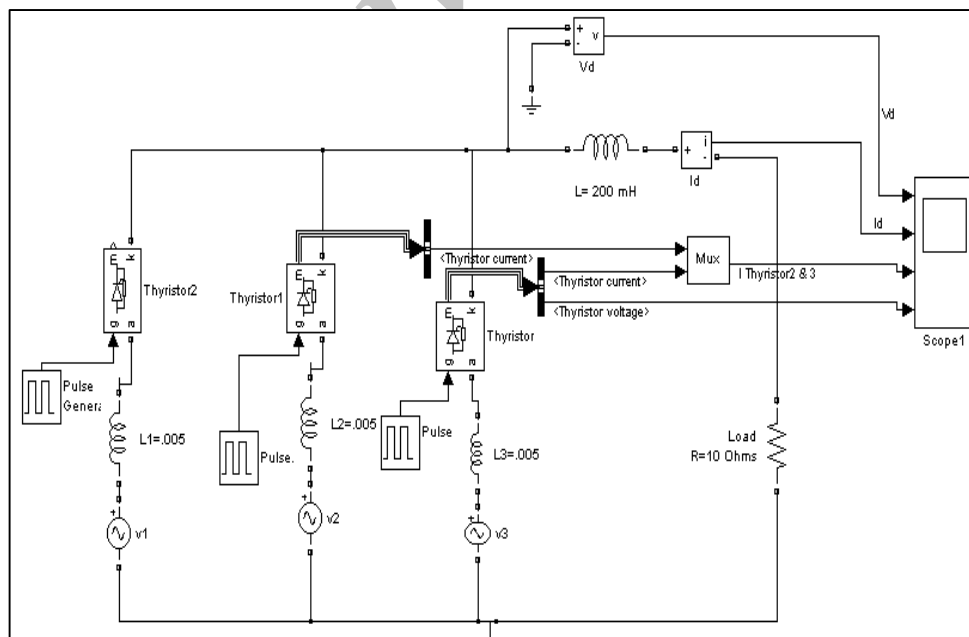 v
+
-
Vd
Vd
+
i
-
Id
L= 200 mH
Id
<Thyristor current>
Mux
I Thyristor2 & 3
<Thyristor current>
<Thyristor voltage>
Scope1
m
k
g
a
Thyristor2
m
k
g
a
Thyristor1
m
k
g
a
Thyristor
Pulse
Genera
Pulse.
Pulse
L1=.005
L2=.005
L3=.005
Load
R=10 Ohms
+
v1
+
v2
+
v3